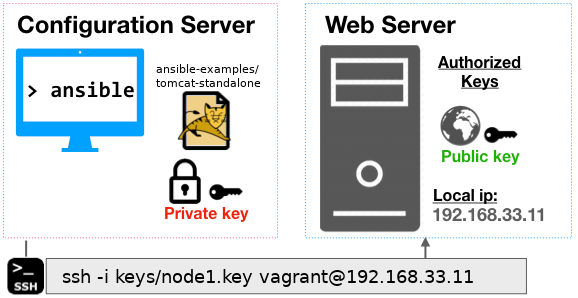 Configuration Server
> ansible
ansible-examples/
tomcat-standalone
Private key
Web Server
Authorized
Keys
Public key
Local ip:
192.168.33.11
>_
SSH
ssh -i keys/node1.key vagrant@192.168.33.11